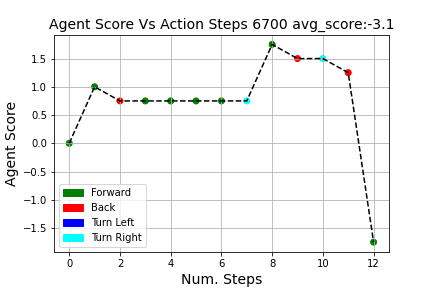 Agent Score Vs Action Steps 6700 avg_score:-3.1
Agent Score
1.5
1.0
0.5
0.0
−0.5
−1.0
−1.5
Forward
Back
Turn Left
Turn Right
0 2 4 6 8 10 12
Num. Steps